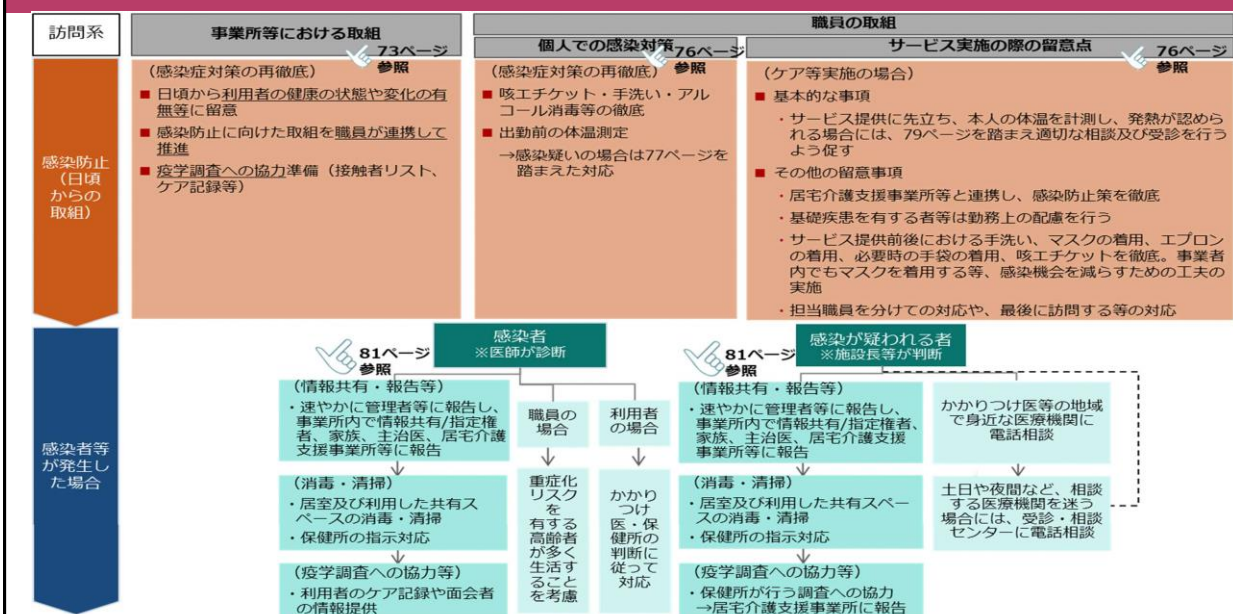 訪問系
事業所等における取組
73ページ
参照
職員の取組
個人での感染対策
76ページ
参照
サービス実施の際の留意点
76ページ
参照
感染防止
（日頃
からの
取組）
（感染症対策の再徹底）
■ 日頃から利用者の健康の状態や変化の有
無等に留意
■ 感染防止に向けた取組を職員が連携して
推進
■ 疫学調査への協力準備（接触者リスト、
ケア記録等）
（感染症対策の再徹底）
■ 咳エチケット・手洗い・アル
コール消毒等の徹底
■ 出勤前の体温測定
→感染疑いの場合は77ページを
踏まえた対応
（ケア等実施の場合）
■ 基本的な事項
・サービス提供に先立ち、本人の体温を計測し、発熱が認めら
れる場合には、79ページを踏まえ適切な相談及び受診を行う
よう促す
■ その他の留意事項
・居宅介護支援事業所等と連携し、感染防止策を徹底
・基礎疾患を有する者等は勤務上の配慮を行う
・サービス提供前後における手洗い、マスクの着用、エプロン
の着用、必要時の手袋の着用、咳エチケットを徹底。事業者
内でもマスクを着用する等、感染機会を減らすための工夫の
実施
・担当職員を分けての対応や、最後に訪問する等の対応
感染者等
が発生し
た場合
感染者
※医師が診断
81ページ
参照
（情報共有・報告等）
・速やかに管理者等に報告し、
事業所内で情報共有/指定権
者、家族、主治医、居宅介護
支援事業所等に報告
（消毒・清掃）
・居室及び利用した共有ス
ペースの消毒・清掃
・保健所の指示対応
（疫学調査への協力等）
・利用者のケア記録や面会者
の情報提供
職員の
場合
重症化
リスク
を
有する
高齢者
が多く
生活す
ること
を考慮
利用者
の場合
かかり
つけ
医・保
健所の
判断に
従って
対応
感染が疑われる者
※施設長等が判断
81ページ
参照
（情報共有・報告等）
・速やかに管理者等に報告し、
事業所内で情報共有/指定権者、
家族、主治医、居宅介護支援
事業所等に報告
（消毒・清掃）
・居室及び利用した共有スペー
スの消毒・清掃
・保健所の指示対応
（疫学調査への協力等）
・保健所が行う調査への協力
→居宅介護支援事業所に報告
かかりつけ医等の地域
で身近な医療機関に
電話相談
土日や夜間など、相談
する医療機関を迷う
場合には、受診・相談
センターに電話相談